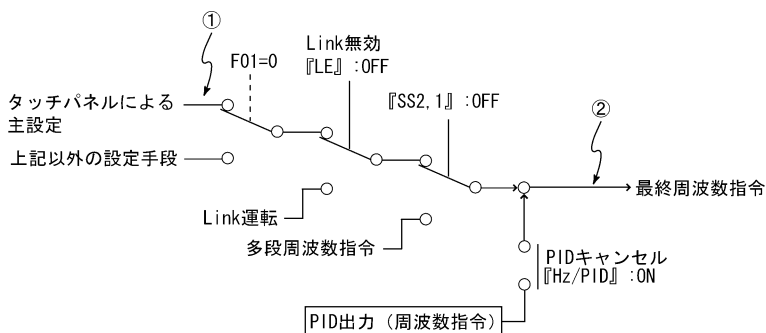 ①
F01=0
Link無効
『LE』:OFF
『SS2,1』:OFF
②
タッチパネルによる
主設定
上記以外の設定手段
最終周波数指令
Link運転
多段周波数指令
PIDキャンセル
『Hz/PID』:ON
PID出力（周波数指令）